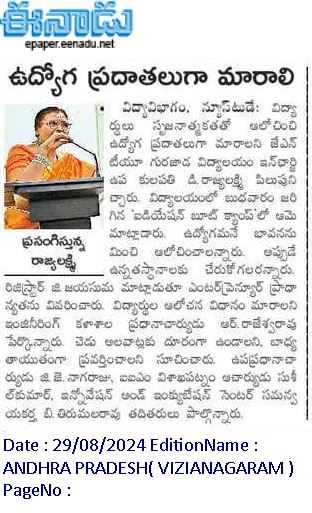 ఈనాడు
epaper.eenadu.net
ఉద్యోగ ప్రదాతలుగా మారాలి
విద్యావిభాగం, న్యూస్‌టుడే: విద్యా
ర్థులు సృజనాత్మకతతో ఆలోచించి
ఉద్యోగ ప్రదాతలుగా మారాలని జేఎన్‌
టీయూ గురజాడ విద్యాలయం ఇన్‌ఛార్జి
ఉప కులపతి డి.రాజ్యలక్ష్మి పిలుపుని
చ్చారు. విద్యాలయంలో బుధవారం జరి
గిన 'ఐడియేషన్ బూట్ క్యాంప్'లో ఆమె
మాట్లాడారు. ఉద్యోగమనే భావనను
మించి ఆలోచించాలన్నారు. అప్పుడే
ఉన్నతస్థానాలకు చేరుకోగలరన్నారు.
ప్రసంగిస్తున్న
రాజ్యలక్ష్మి
రిజిస్ట్రార్ జి.జయసుమ మాట్లాడుతూ ఎంటర్‌ప్రెన్యూర్ ప్రాధా
న్యతను వివరించారు. విద్యార్థుల ఆలోచన విధానం మారాలని
ఇంజినీరింగ్ కళాశాల ప్రధానాచార్యుడు ఆర్.రాజేశ్వరరావు
పేర్కొన్నారు. చెడు అలవాట్లకు దూరంగా ఉండాలని, బాధ్య
తాయుతంగా ప్రవర్తించాలని సూచించారు. ఉపప్రధానాచా
ర్యుడు జి.జె.నాగరాజు, ఐఐఎం విశాఖపట్నం ఆచార్యుడు సుశీ
ల్‌కుమార్, ఇన్నోవేషన్ అండ్ ఇంక్యుబేషన్ సెంటర్ సమన్వ
యకర్త బి.తిరుమలరావు తదితరులు పాల్గొన్నారు.
Date : 29/08/2024 EditionName :
ANDHRA PRADESH( VIZIANAGARAM )
PageNo :